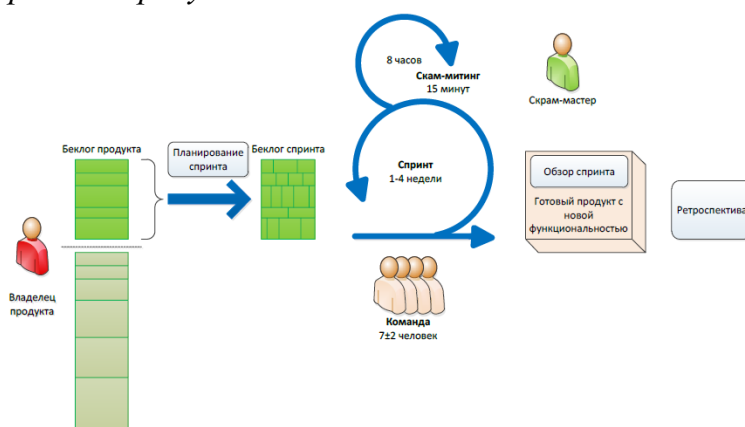 8 часов
Скам-митинг
15 минут
Скрам-мастер
Беклог продукта
Планирование
спринта
Беклог спринта
Спринт
1-4 недели
Обзор спринта
Готовый продукт с
новой
функциональностью
Ретроспектива
Владелец
продукта
Команда
7±2 человек